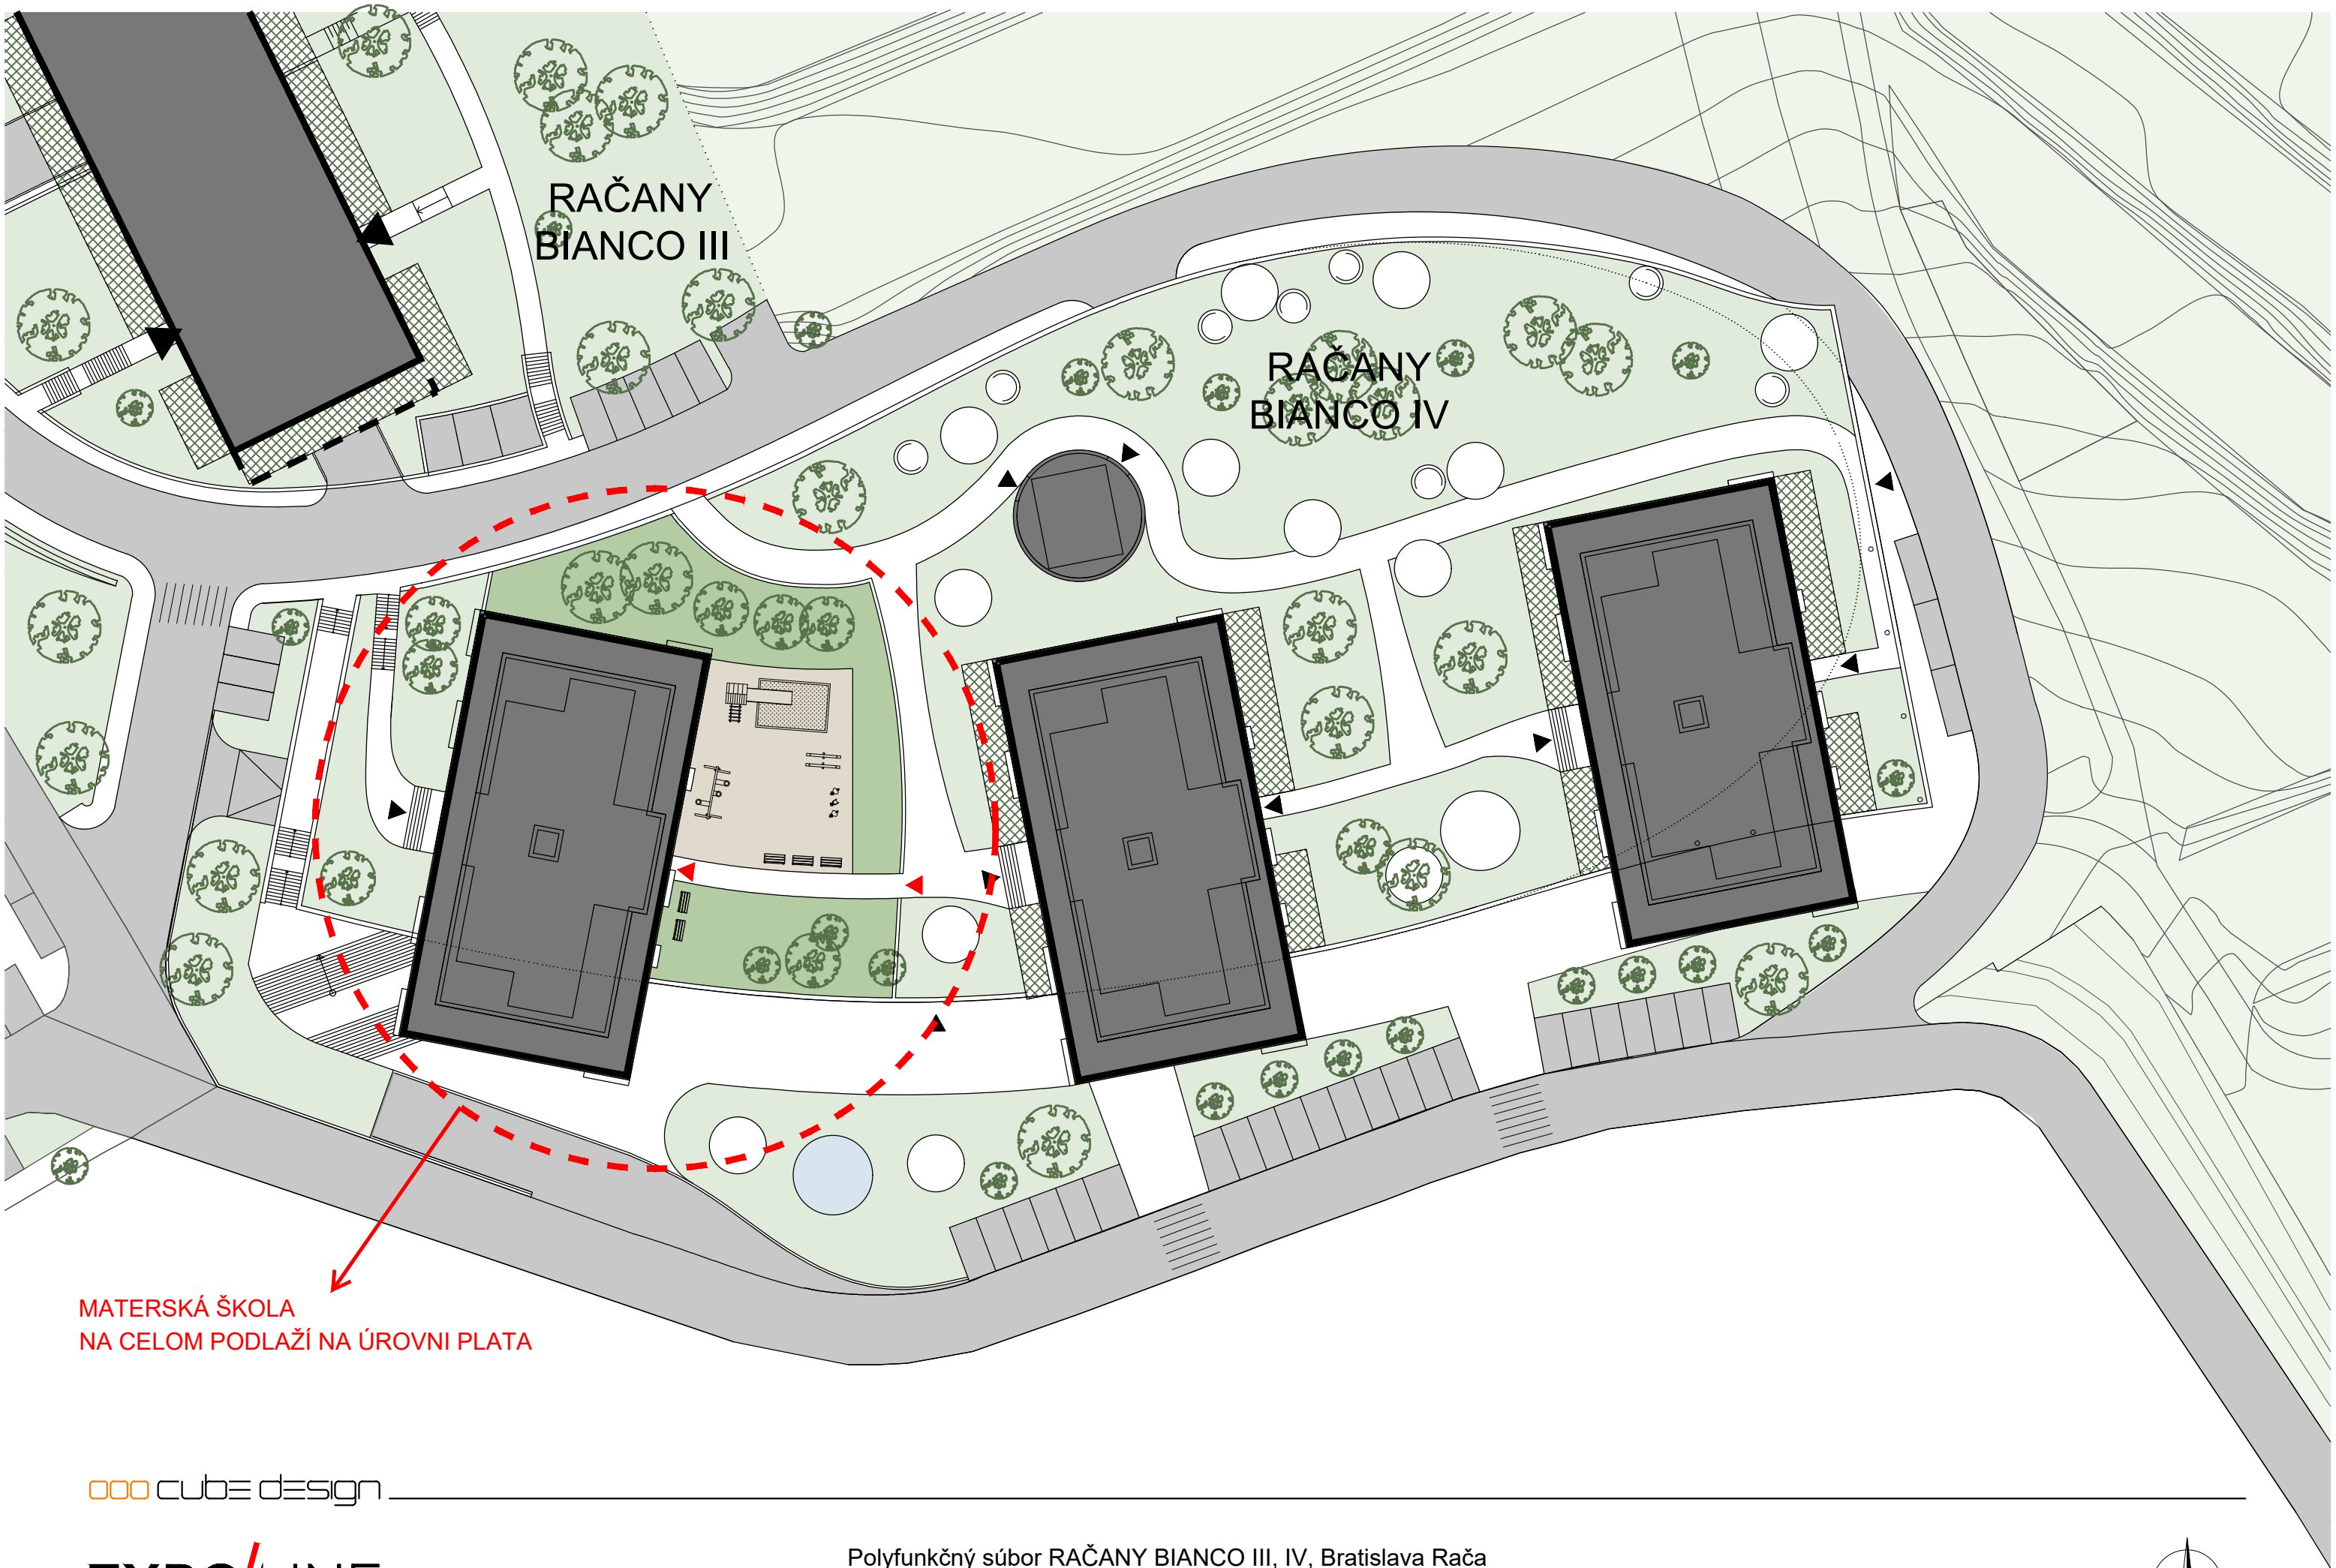 RAČANY
BIANCO III
RAČANY
BIANCO IV
MATERSKÁ ŠKOLA
NA CELOM PODLAŽÍ NA ÚROVNI PLATA
cube design
Polyfunkčný súbor RAČANY BIANCO III, IV, Bratislava Rača